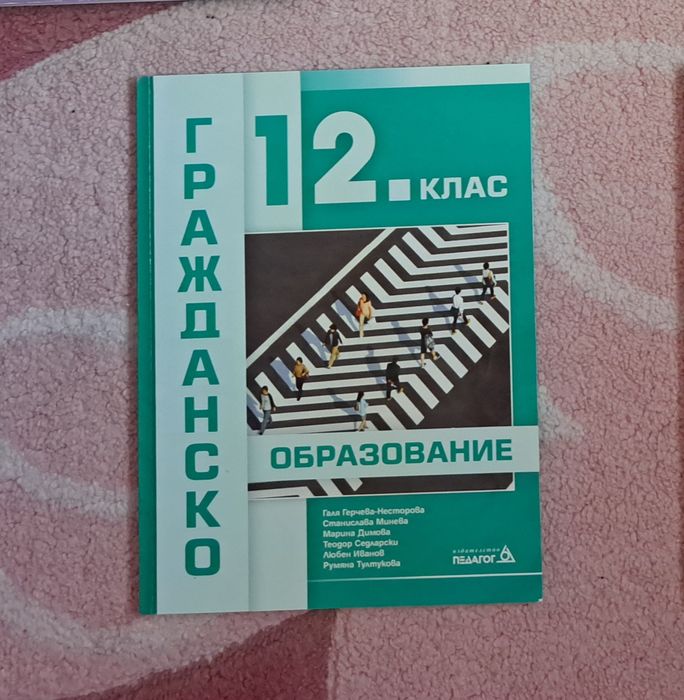 ГРАЖДАНСКО
12. КЛАС
ОБРАЗОВАНИЕ
Галя Герчева-Несторова
Станислава Минева
Марина Димова
Теодор Седларски
Любен Иванов
Румяна Тултукова
издателство
ПЕДАГОГ 6